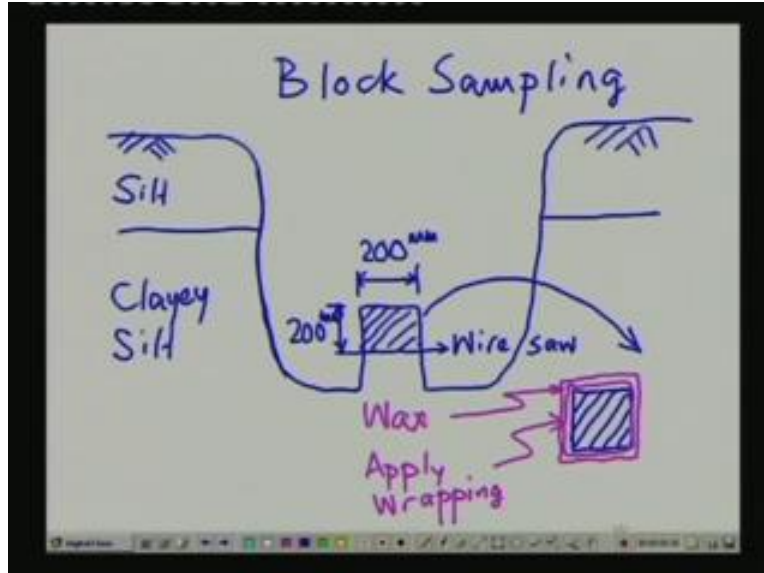 Block Sampling
Silt
200mm
Clayey
Silt
200mm
Wire saw
Wax
Apply
Wrapping